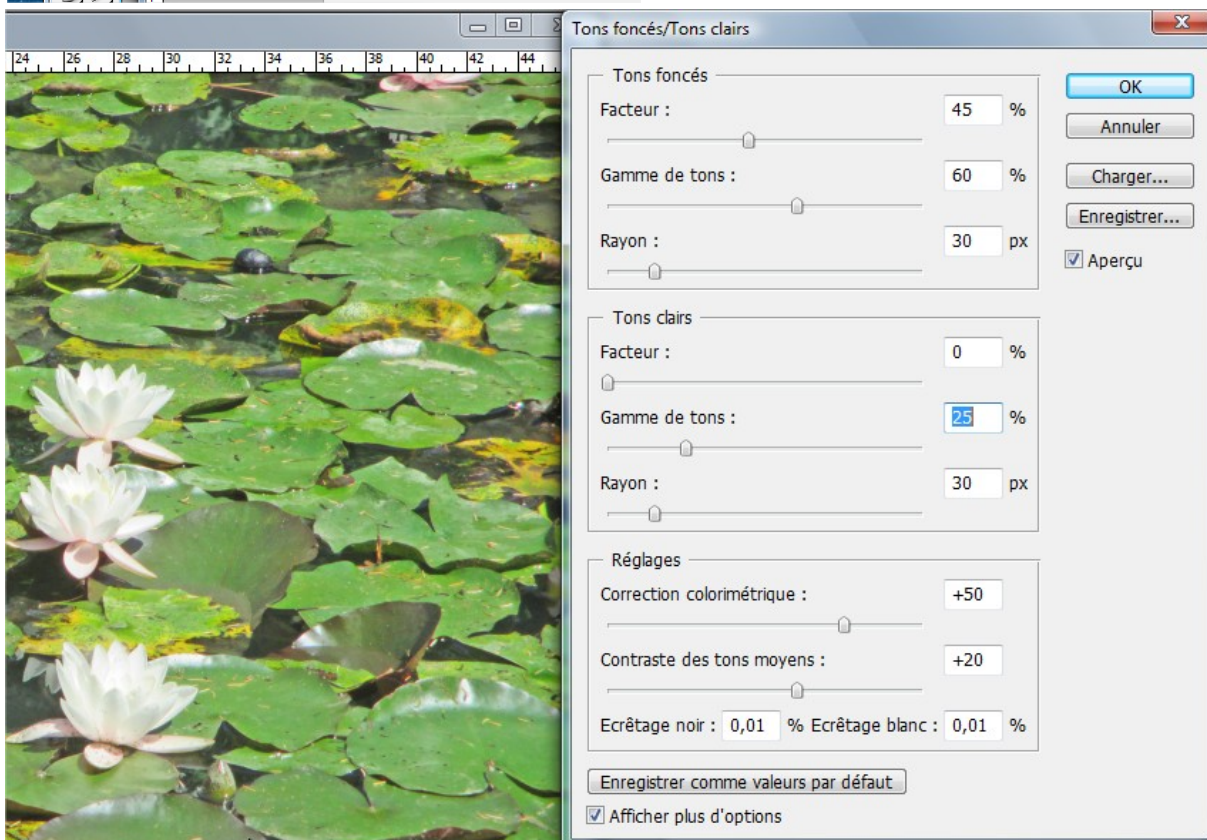 24 26 28 30 32 34 36 38 40 42 44
Tons foncés/Tons clairs
Tons foncés
Facteur : 45 %
Gamme de tons : 60 %
Rayon : 30 px
Tons clairs
Facteur : 0 %
Gamme de tons : 25 %
Rayon : 30 px
Réglages
Correction colorimétrique : +50
Contraste des tons moyens : +20
Ecrêtage noir : 0,01 % Ecrêtage blanc : 0,01 %
Enregistrer comme valeurs par défaut
Afficher plus d'options
OK
Annuler
Charger...
Enregistrer...
Aperçu